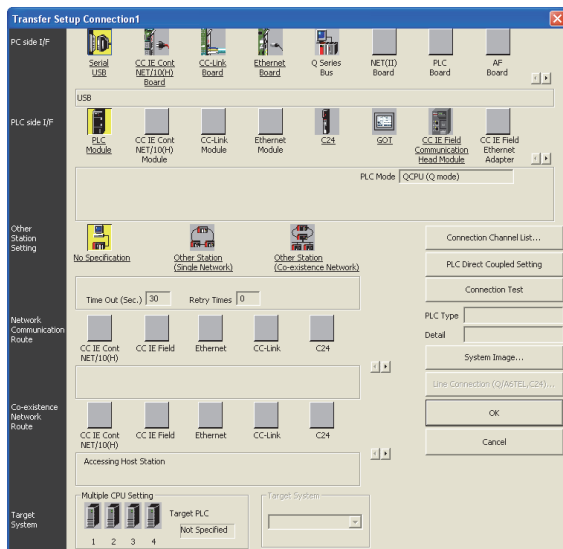 Transfer Setup Connection1
PC side I/F
Serial USB
CC IE Cont NET/10(H) Board
CC-Link Board
Ethernet Board
Q Series Bus
NET(II) Board
PLC Board
AF Board
USB
PLC side I/F
PLC Module
CC IE Cont NET/10(H) Module
CC-Link Module
Ethernet Module
C24
GOT
CC IE Field Communication Head Module
CC IE Field Ethernet Adapter
PLC Mode QCPU (Q mode)
Other Station Setting
No Specification
Other Station (Single Network)
Other Station (Co-existence Network)
Time Out (Sec.) 30 Retry Times 0
Connection Channel List...
PLC Direct Coupled Setting
Connection Test
PLC Type
Detail
System Image...
Line Connection (Q/A6TEL,C24)...
OK
Cancel
Network Communication Route
CC IE Cont NET/10(H)
CC IE Field
Ethernet
CC-Link
C24
Co-existence Network Route
CC IE Cont NET/10(H)
CC IE Field
Ethernet
CC-Link
C24
Accessing Host Station
Target System
Multiple CPU Setting
1 2 3 4
Target PLC
Not Specified
Target System